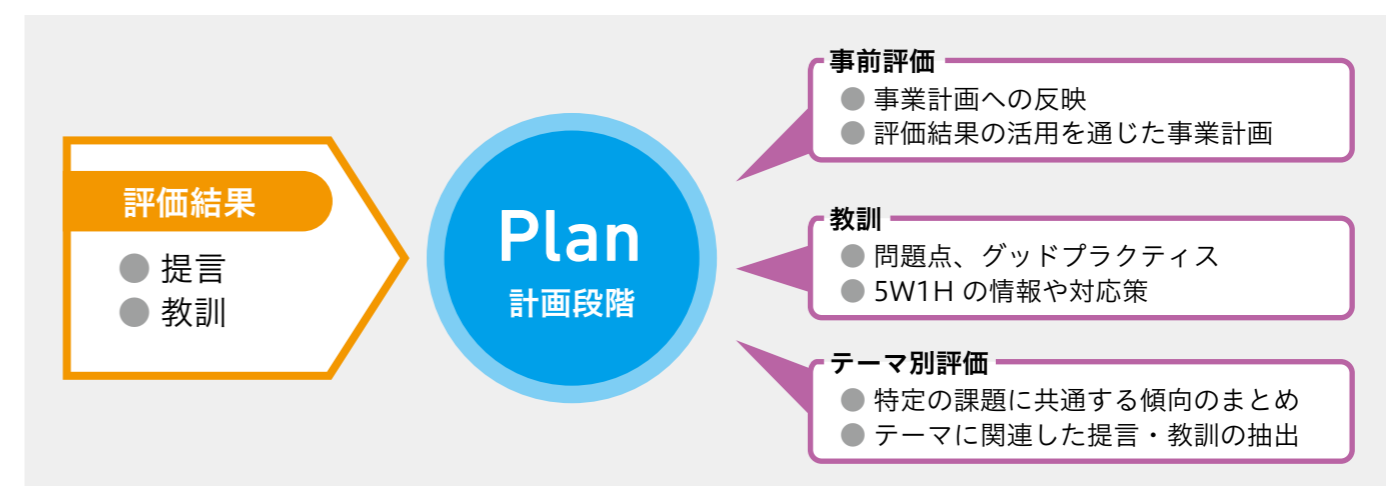 評価結果
● 提言
● 教訓
Plan
計画段階
事前評価
● 事業計画への反映
● 評価結果の活用を通じた事業計画
教訓
● 問題点、グッドプラクティス
● 5W1H の情報や対応策
テーマ別評価
● 特定の課題に共通する傾向のまとめ
● テーマに関連した提言・教訓の抽出